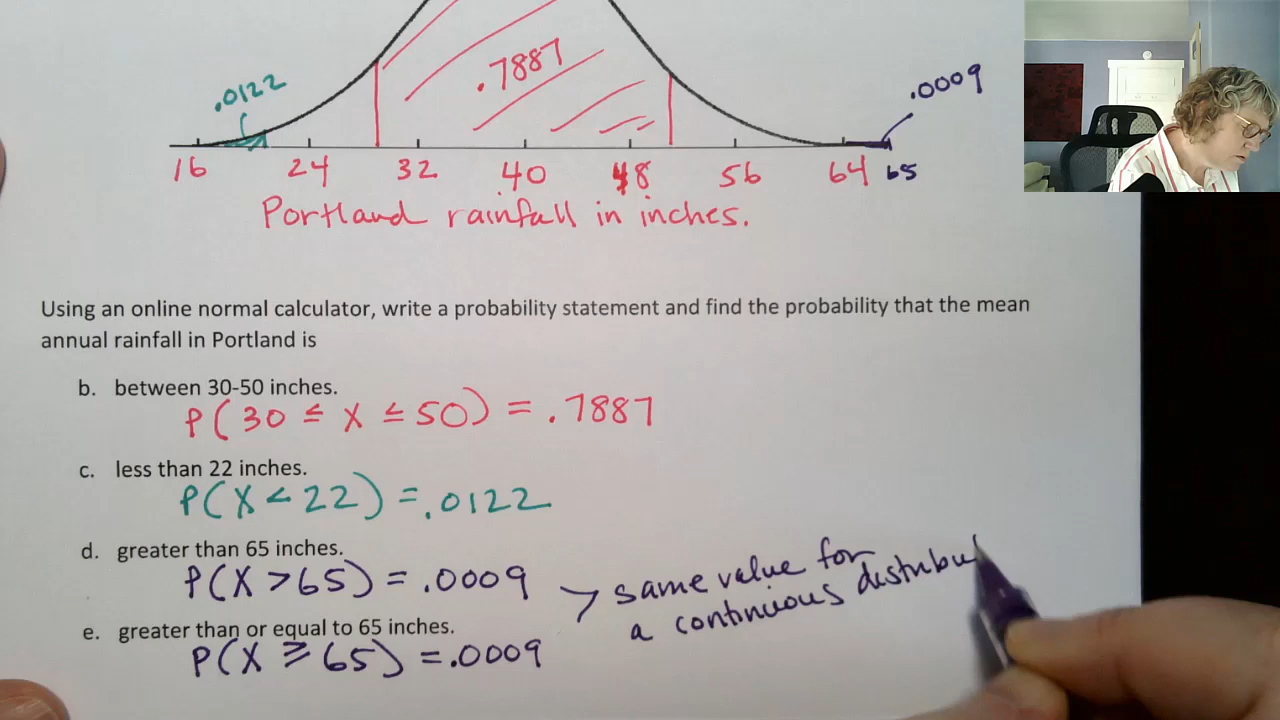 .7887
.0122
.0009
16 24 32 40 48 56 64 65
Portland rainfall in inches.
Using an online normal calculator, write a probability statement and find the probability that the mean
annual rainfall in Portland is
b. between 30-50 inches.
P(30 ≤ X ≤ 50) = .7887
c. less than 22 inches.
P(X < 22) = .0122
d. greater than 65 inches.
P(X > 65) = .0009
> same value for
a continuous distribu
e. greater than or equal to 65 inches.
P(X ≥ 65) = .0009